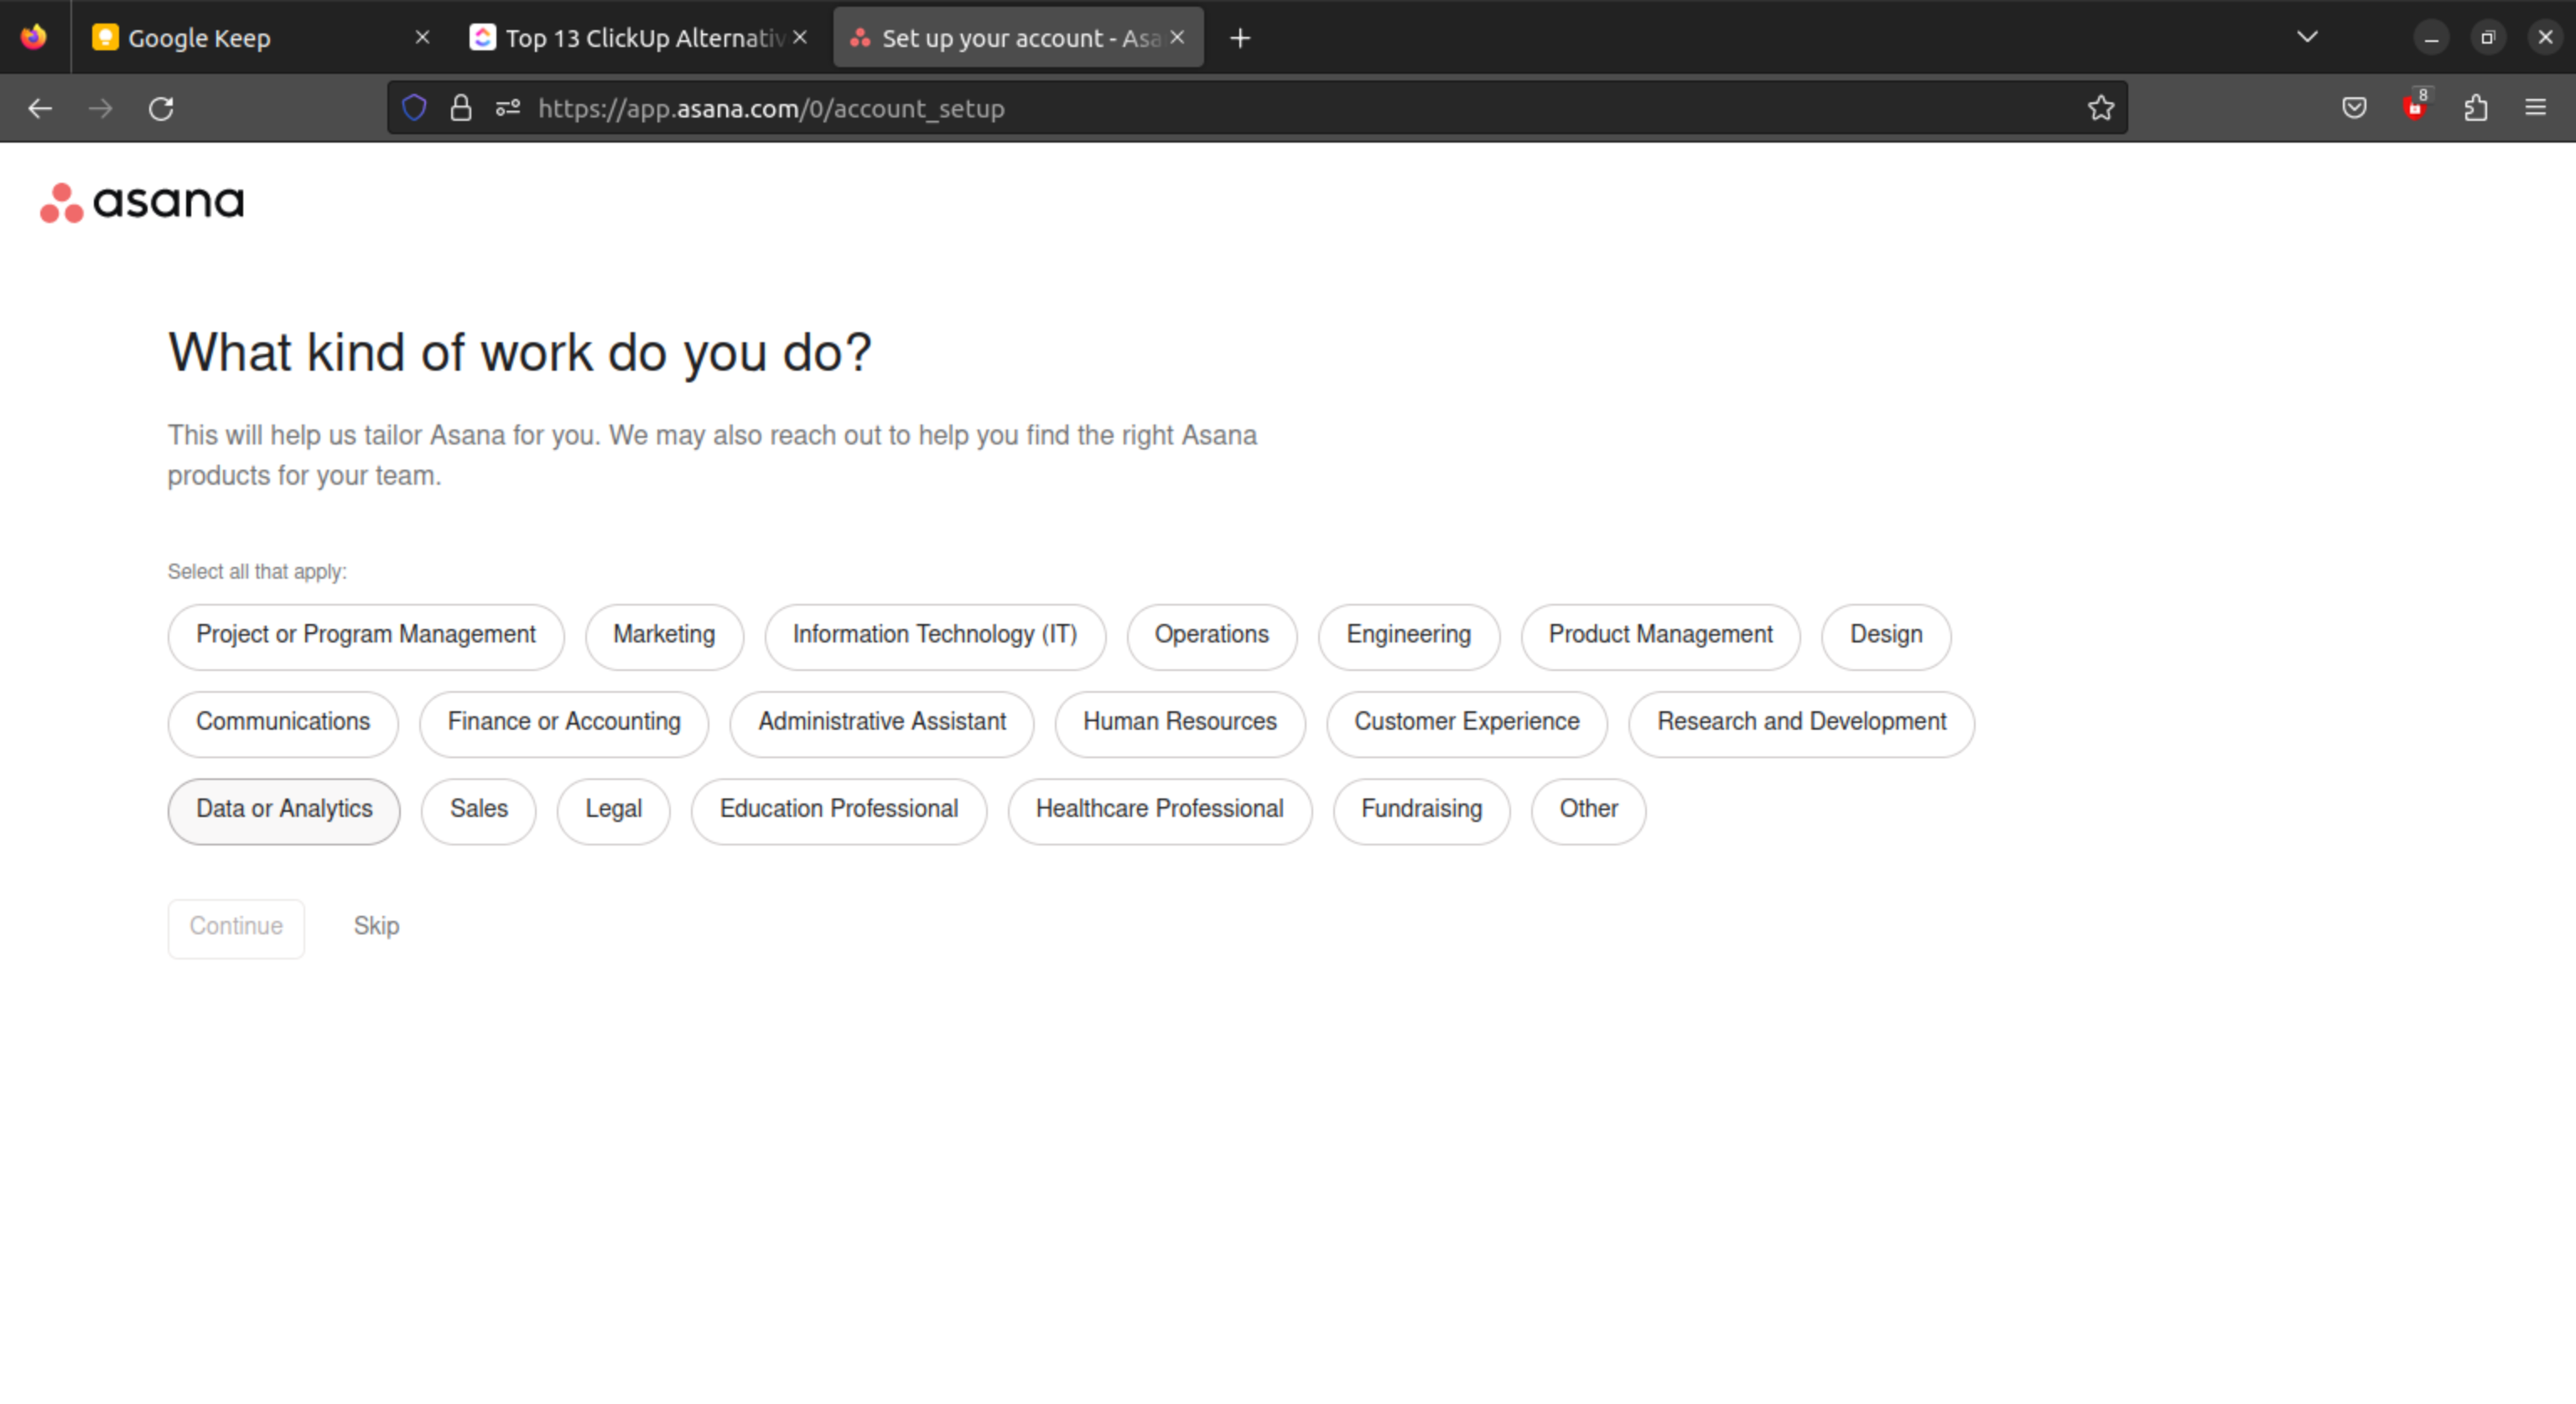 Google Keep
Top 13 ClickUp Alternativ
Set up your account - Asa
8
https://app.asana.com/0/account_setup
asana
What kind of work do you do?
This will help us tailor Asana for you. We may also reach out to help you find the right Asana
products for your team.
Select all that apply:
Project or Program Management Marketing Information Technology (IT) Operations Engineering Product Management Design
Communications Finance or Accounting Administrative Assistant Human Resources Customer Experience Research and Development
Data or Analytics Sales Legal Education Professional Healthcare Professional Fundraising Other
Continue Skip